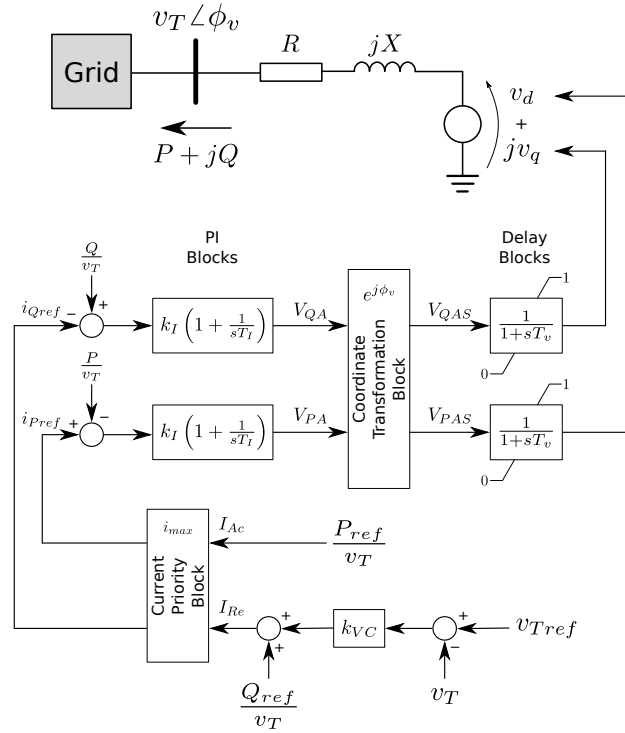 v_T∠ϕ_v
R
jX
Grid
v_d
+
jv_q
P + jQ
PI
Blocks
Delay
Blocks
Q/v_T
i_Qref
−
+
k_I (1 + 1/(sT_I))
V_QA
e^{jϕ_v}
V_QAS
1/(1+sT_v)
1
0
P/v_T
i_Pref
+
−
k_I (1 + 1/(sT_I))
V_PA
Coordinate
Transformation
Block
V_PAS
1/(1+sT_v)
1
0
i_max
Current
Priority
Block
I_Ac
P_ref/v_T
I_Re
+
+
k_VC
+
−
v_Tref
Q_ref/v_T
v_T